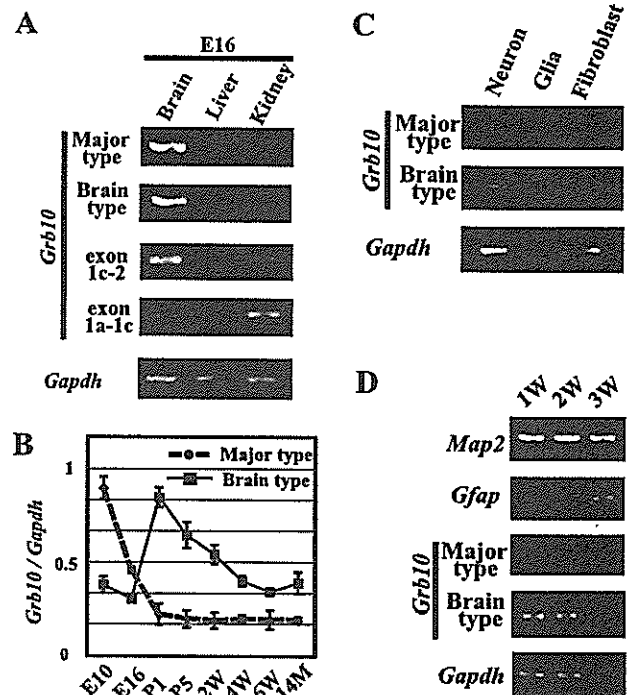 A
E16
Brain
Liver
Kidney
Grb10
Major type
Brain type
exon 1c-2
exon 1a-1c
Gapdh
B
Major type
Brain type
Grb10 / Gapdh
1
0.5
0
E10
E16
P1
P5
2W
4W
6W
14M
C
Neuron
Glia
Fibroblast
Grb10
Major type
Brain type
Gapdh
D
1W
2W
3W
Map2
Gfap
Grb10
Major type
Brain type
Gapdh